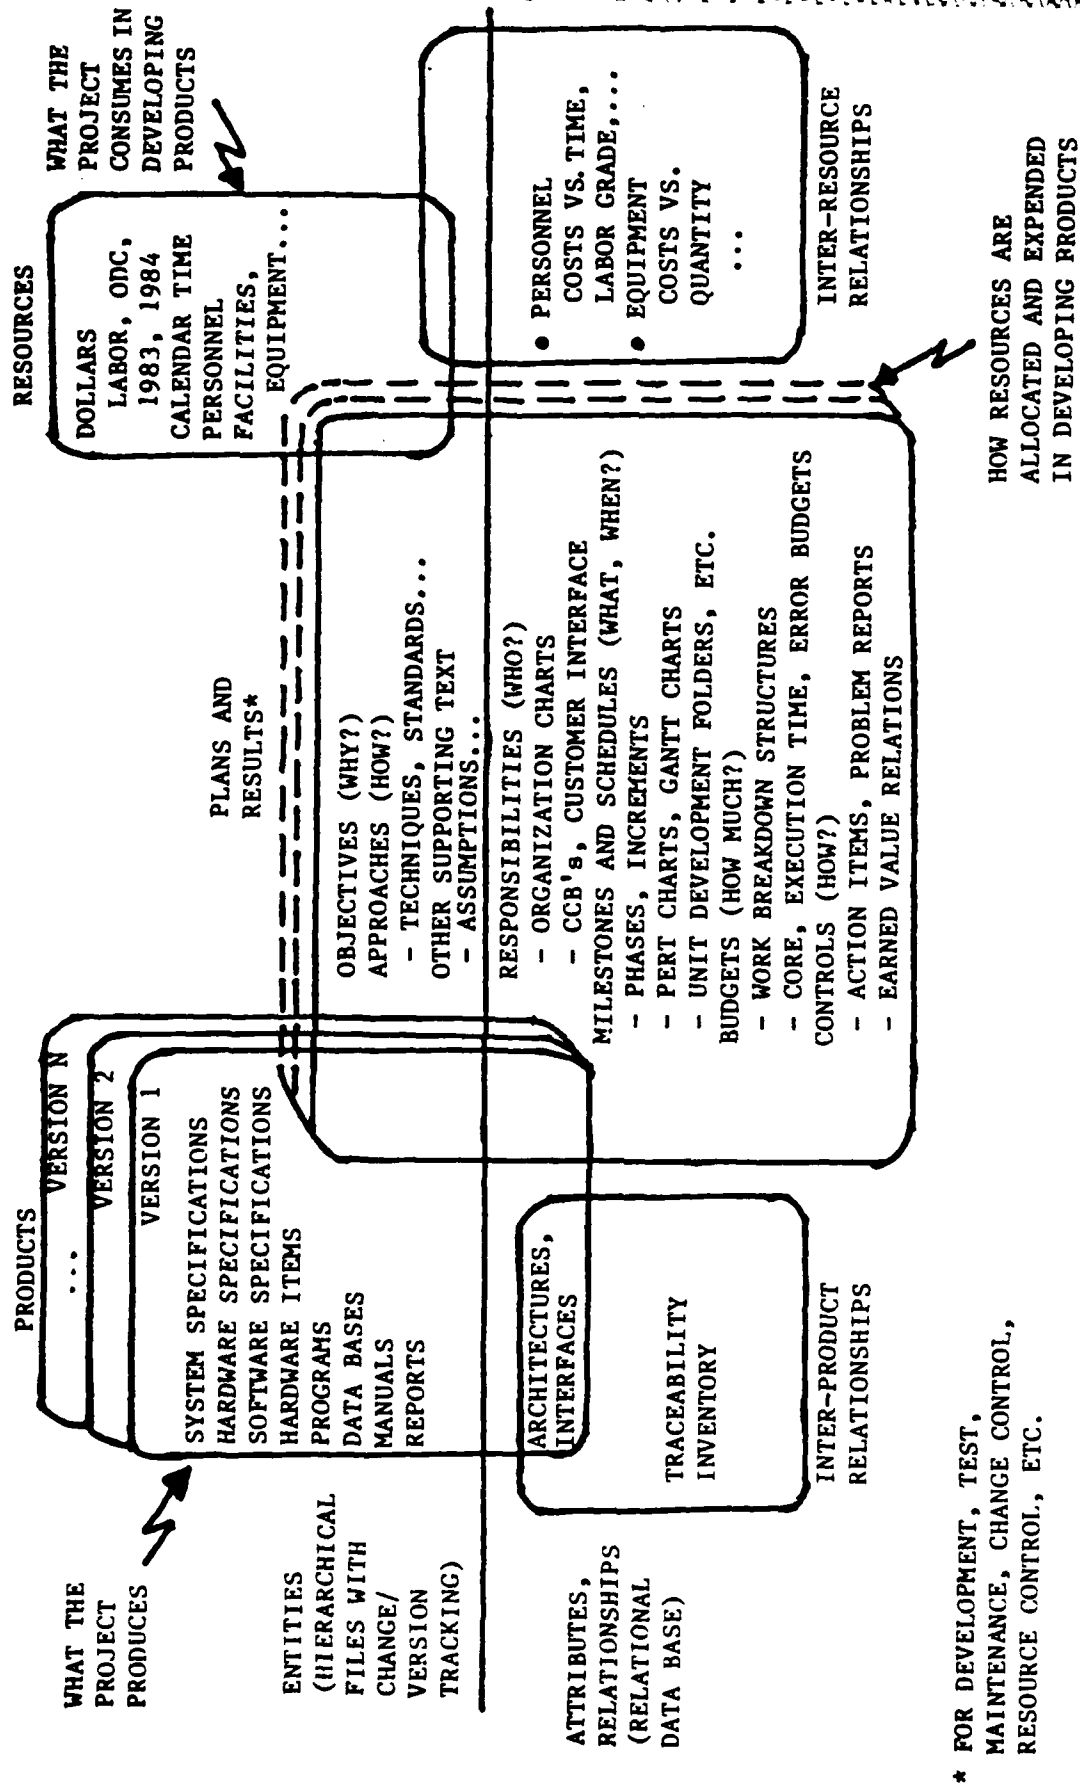 WHAT THE
PROJECT
PRODUCES
PRODUCTS
...
VERSION N
VERSION 2
VERSION 1
SYSTEM SPECIFICATIONS
HARDWARE SPECIFICATIONS
SOFTWARE SPECIFICATIONS
HARDWARE ITEMS
PROGRAMS
DATA BASES
MANUALS
REPORTS
PLANS AND
RESULTS*
OBJECTIVES (WHY?)
APPROACHES (HOW?)
- TECHNIQUES, STANDARDS...
OTHER SUPPORTING TEXT
- ASSUMPTIONS...
RESOURCES
DOLLARS
LABOR, ODC,
1983, 1984
CALENDAR TIME
PERSONNEL
FACILITIES,
EQUIPMENT...
WHAT THE
PROJECT
CONSUMES IN
DEVELOPING
PRODUCTS
ENTITIES
(HIERARCHICAL
FILES WITH
CHANGE/
VERSION
TRACKING)
ATTRIBUTES,
RELATIONSHIPS
(RELATIONAL
DATA BASE)
ARCHITECTURES,
INTERFACES
TRACEABILITY
INVENTORY
INTER-PRODUCT
RELATIONSHIPS
RESPONSIBILITIES (WHO?)
- ORGANIZATION CHARTS
- CCB's, CUSTOMER INTERFACE
MILESTONES AND SCHEDULES (WHAT, WHEN?)
- PHASES, INCREMENTS
- PERT CHARTS, GANTT CHARTS
- UNIT DEVELOPMENT FOLDERS, ETC.
BUDGETS (HOW MUCH?)
- WORK BREAKDOWN STRUCTURES
- CORE, EXECUTION TIME, ERROR BUDGETS
CONTROLS (HOW?)
- ACTION ITEMS, PROBLEM REPORTS
- EARNED VALUE RELATIONS
• PERSONNEL
COSTS VS. TIME,
LABOR GRADE,...
• EQUIPMENT
COSTS VS.
QUANTITY
...
INTER-RESOURCE
RELATIONSHIPS
HOW RESOURCES ARE
ALLOCATED AND EXPENDED
IN DEVELOPING PRODUCTS
* FOR DEVELOPMENT, TEST,
MAINTENANCE, CHANGE CONTROL,
RESOURCE CONTROL, ETC.